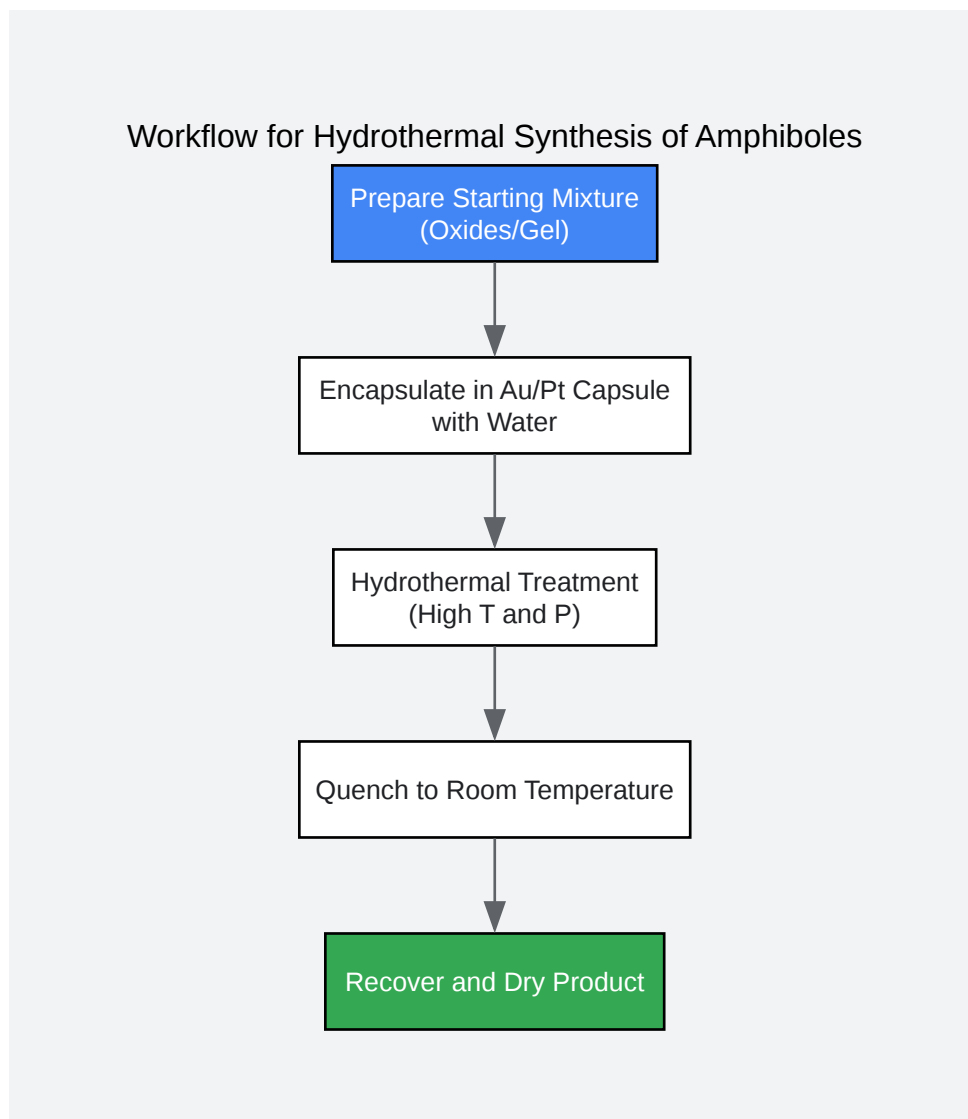 Workflow for Hydrothermal Synthesis of Amphiboles
Prepare Starting Mixture
(Oxides/Gel)
Encapsulate in Au/Pt Capsule
with Water
Hydrothermal Treatment
(High T and P)
Quench to Room Temperature
Recover and Dry Product